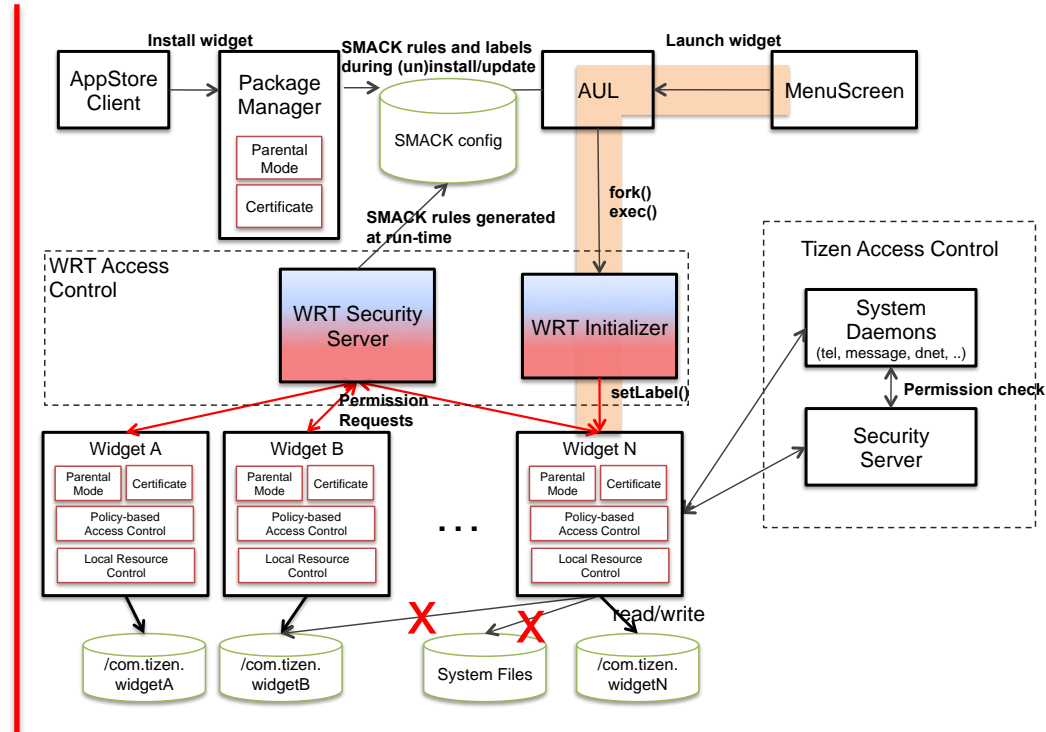 Install widget
SMACK rules and labels
during (un)install/update
Launch widget
AppStore
Client
Package
Manager
Parental
Mode
Certificate
SMACK config
AUL
MenuScreen
fork()
exec()
SMACK rules generated
at run-time
WRT Access
Control
WRT Security
Server
WRT Initializer
setLabel()
Permission
Requests
Tizen Access Control
System
Daemons
(tel, message, dnet, ..)
Permission check
Security
Server
Widget A
Parental
Mode
Certificate
Policy-based
Access Control
Local Resource
Control
Widget B
Parental
Mode
Certificate
Policy-based
Access Control
Local Resource
Control
. . .
Widget N
Parental
Mode
Certificate
Policy-based
Access Control
Local Resource
Control
X
X
read/write
/com.tizen.
widgetA
/com.tizen.
widgetB
System Files
/com.tizen.
widgetN